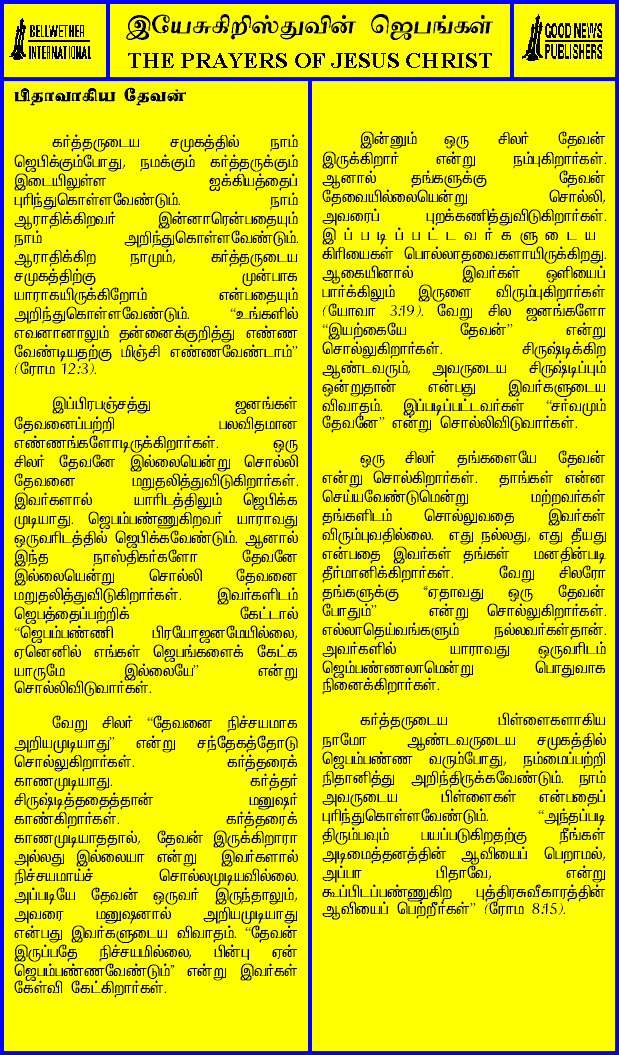 BELLWETHER
INTERNATIONAL
இயேசுகிறிஸ்துவின் ஜெபங்கள்
THE PRAYERS OF JESUS CHRIST
GOOD NEWS
PUBLISHERS
பிதாவாகிய தேவன்
கர்த்தருடைய சமுகத்தில் நாம்
ஜெபிக்கும்போது, நமக்கும் கர்த்தருக்கும்
இடையிலுள்ள ஐக்கியத்தைப்
புரிந்துகொள்ளவேண்டும். நாம்
ஆராதிக்கிறவர் இன்னாரென்பதையும்
நாம் அறிந்துகொள்ளவேண்டும்.
ஆராதிக்கிற நாமும், கர்த்தருடைய
சமுகத்திற்கு முன்பாக
யாராகயிருக்கிறோம் என்பதையும்
அறிந்துகொள்ளவேண்டும். “உங்களில்
எவனானாலும் தன்னைக்குறித்து எண்ண
வேண்டியதற்கு மிஞ்சி எண்ணவேண்டாம்”
(ரோம 12:3).
இப்பிரபஞ்சத்து ஜனங்கள்
தேவனைப்பற்றி பலவிதமான
எண்ணங்களோடிருக்கிறார்கள். ஒரு
சிலர் தேவனே இல்லையென்று சொல்லி
தேவனை மறுதலித்துவிடுகிறார்கள்.
இவர்களால் யாரிடத்திலும் ஜெபிக்க
முடியாது. ஜெபம்பண்ணுகிறவர் யாராவது
ஒருவரிடத்தில் ஜெபிக்கவேண்டும். ஆனால்
இந்த நாஸ்திகர்களோ தேவனே
இல்லையென்று சொல்லி தேவனை
மறுதலித்துவிடுகிறார்கள். இவர்களிடம்
ஜெபத்தைப்பற்றிக் கேட்டால்
“ஜெபம்பண்ணி பிரயோஜனமேயில்லை,
ஏனெனில் எங்கள் ஜெபங்களைக் கேட்க
யாருமே இல்லையே” என்று
சொல்லிவிடுவார்கள்.
வேறு சிலர் “தேவனை நிச்சயமாக
அறியமுடியாது” என்று சந்தேகத்தோடு
சொல்லுகிறார்கள். கர்த்தரைக்
காணமுடியாது. கர்த்தர்
சிருஷ்டித்ததைத்தான் மனுஷர்
காண்கிறார்கள். கர்த்தரைக்
காணமுடியாததால், தேவன் இருக்கிறாரா
அல்லது இல்லையா என்று இவர்களால்
நிச்சயமாய்ச் சொல்லமுடியவில்லை.
அப்படியே தேவன் ஒருவர் இருந்தாலும்,
அவரை மனுஷனால் அறியமுடியாது
என்பது இவர்களுடைய விவாதம். “தேவன்
இருப்பதே நிச்சயமில்லை, பின்பு ஏன்
ஜெபம்பண்ணவேண்டும்” என்று இவர்கள்
கேள்வி கேட்கிறார்கள்.
இன்னும் ஒரு சிலர் தேவன்
இருக்கிறார் என்று நம்புகிறார்கள்.
ஆனால் தங்களுக்கு தேவன்
தேவையில்லையென்று சொல்லி,
அவரைப் புறக்கணித்துவிடுகிறார்கள்.
இப்படிப்பட்டவர்களுடைய
கிரியைகள் பொல்லாதவைகளாயிருக்கிறது.
ஆகையினால் இவர்கள் ஒளியைப்
பார்க்கிலும் இருளை விரும்புகிறார்கள்
(யோவா 3:19). வேறு சில ஜனங்களோ
“இயற்கையே தேவன்” என்று
சொல்லுகிறார்கள். சிருஷ்டிக்கிற
ஆண்டவரும், அவருடைய சிருஷ்டிப்பும்
ஒன்றுதான் என்பது இவர்களுடைய
விவாதம். இப்படிப்பட்டவர்கள் “சர்வமும்
தேவனே” என்று சொல்லிவிடுவார்கள்.
ஒரு சிலர் தங்களையே தேவன்
என்று சொல்கிறார்கள். தாங்கள் என்ன
செய்யவேண்டுமென்று மற்றவர்கள்
தங்களிடம் சொல்லுவதை இவர்கள்
விரும்புவதில்லை. எது நல்லது, எது தீயது
என்பதை இவர்கள் தங்கள் மனதின்படி
தீர்மானிக்கிறார்கள். வேறு சிலரோ
தங்களுக்கு “ஏதாவது ஒரு தேவன்
போதும்” என்று சொல்லுகிறார்கள்.
எல்லாதெய்வங்களும் நல்லவர்கள்தான்.
அவர்களில் யாராவது ஒருவரிடம்
ஜெம்பண்ணலாமென்று பொதுவாக
நினைக்கிறார்கள்.
கர்த்தருடைய பிள்ளைகளாகிய
நாமோ ஆண்டவருடைய சமுகத்தில்
ஜெபம்பண்ண வரும்போது, நம்மைப்பற்றி
நிதானித்து அறிந்திருக்கவேண்டும். நாம்
அவருடைய பிள்ளைகள் என்பதைப்
புரிந்துகொள்ளவேண்டும். “அந்தப்படி
திரும்பவும் பயப்படுகிறதற்கு நீங்கள்
அடிமைத்தனத்தின் ஆவியைப் பெறாமல்,
அப்பா பிதாவே, என்று
கூப்பிடப்பண்ணுகிற புத்திரசுவீகாரத்தின்
ஆவியைப் பெற்றீர்கள்” (ரோம 8:15).